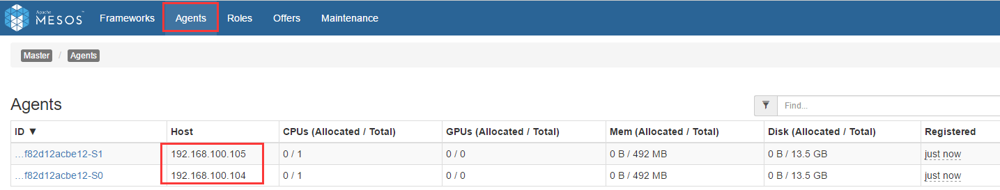 Apache MESOS™ Frameworks Agents Roles Offers Maintenance
Master / Agents
Agents
Find...
ID ▼ Host CPUs (Allocated / Total) GPUs (Allocated / Total) Mem (Allocated / Total) Disk (Allocated / Total) Registered
…f82d12acbe12-S1 192.168.100.105 0 / 1 0 / 0 0 B / 492 MB 0 B / 13.5 GB just now
…f82d12acbe12-S0 192.168.100.104 0 / 1 0 / 0 0 B / 492 MB 0 B / 13.5 GB just now